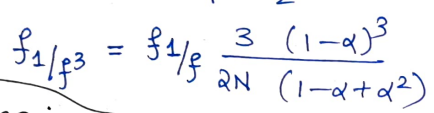 f1/f³ = f1/f 3 (1-α)³ / 2N (1-α+α²)